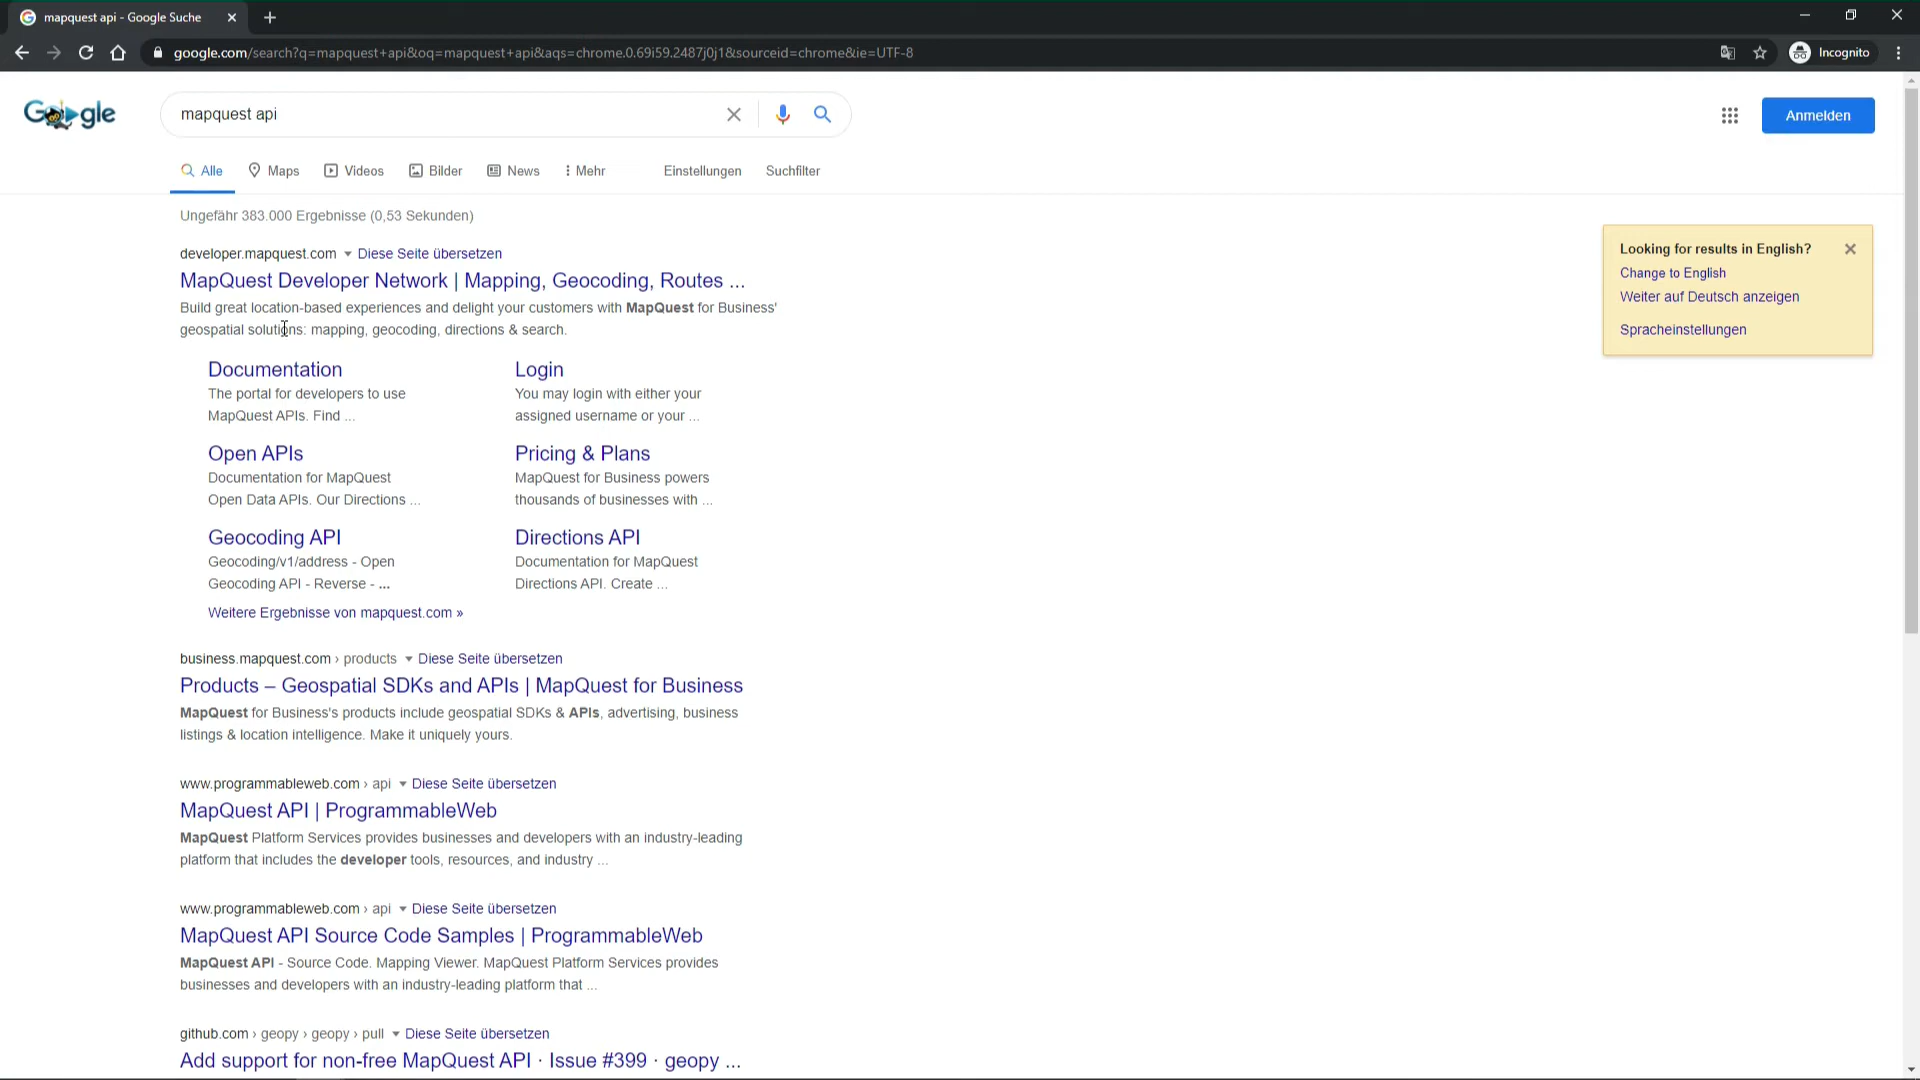 mapquest api - Google Suche
google.com/search?q=mapquest+api&oq=mapquest+api&aqs=chrome.0.69i59.2487j0j1&sourceid=chrome&ie=UTF-8
Incognito
Google
mapquest api
Anmelden
Alle
Maps
Videos
Bilder
News
Mehr
Einstellungen
Suchfilter
Ungefähr 383.000 Ergebnisse (0,53 Sekunden)
developer.mapquest.com Diese Seite übersetzen
MapQuest Developer Network | Mapping, Geocoding, Routes ...
Build great location-based experiences and delight your customers with MapQuest for Business'
geospatial solutions: mapping, geocoding, directions & search.
Documentation
The portal for developers to use
MapQuest APIs. Find ...
Login
You may login with either your
assigned username or your ...
Open APIs
Documentation for MapQuest
Open Data APIs. Our Directions ...
Pricing & Plans
MapQuest for Business powers
thousands of businesses with ...
Geocoding API
Geocoding/v1/address - Open
Geocoding API - Reverse - ...
Directions API
Documentation for MapQuest
Directions API. Create ...
Weitere Ergebnisse von mapquest.com »
business.mapquest.com › products Diese Seite übersetzen
Products – Geospatial SDKs and APIs | MapQuest for Business
MapQuest for Business's products include geospatial SDKs & APIs, advertising, business
listings & location intelligence. Make it uniquely yours.
www.programmableweb.com › api Diese Seite übersetzen
MapQuest API | ProgrammableWeb
MapQuest Platform Services provides businesses and developers with an industry-leading
platform that includes the developer tools, resources, and industry ...
www.programmableweb.com › api Diese Seite übersetzen
MapQuest API Source Code Samples | ProgrammableWeb
MapQuest API - Source Code. Mapping Viewer. MapQuest Platform Services provides
businesses and developers with an industry-leading platform that ...
github.com › geopy › geopy › pull Diese Seite übersetzen
Add support for non-free MapQuest API · Issue #399 · geopy ...
Looking for results in English?
Change to English
Weiter auf Deutsch anzeigen
Spracheinstellungen